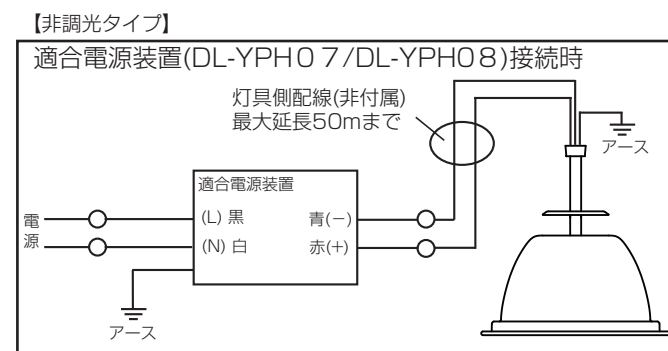 【非調光タイプ】
適合電源装置(DL-YPH０７/DL-YPH０８)接続時
灯具側配線(非付属)
最大延長50mまで
アース
適合電源装置
電源
(L) 黒
青(−)
(N) 白
赤(+)
アース